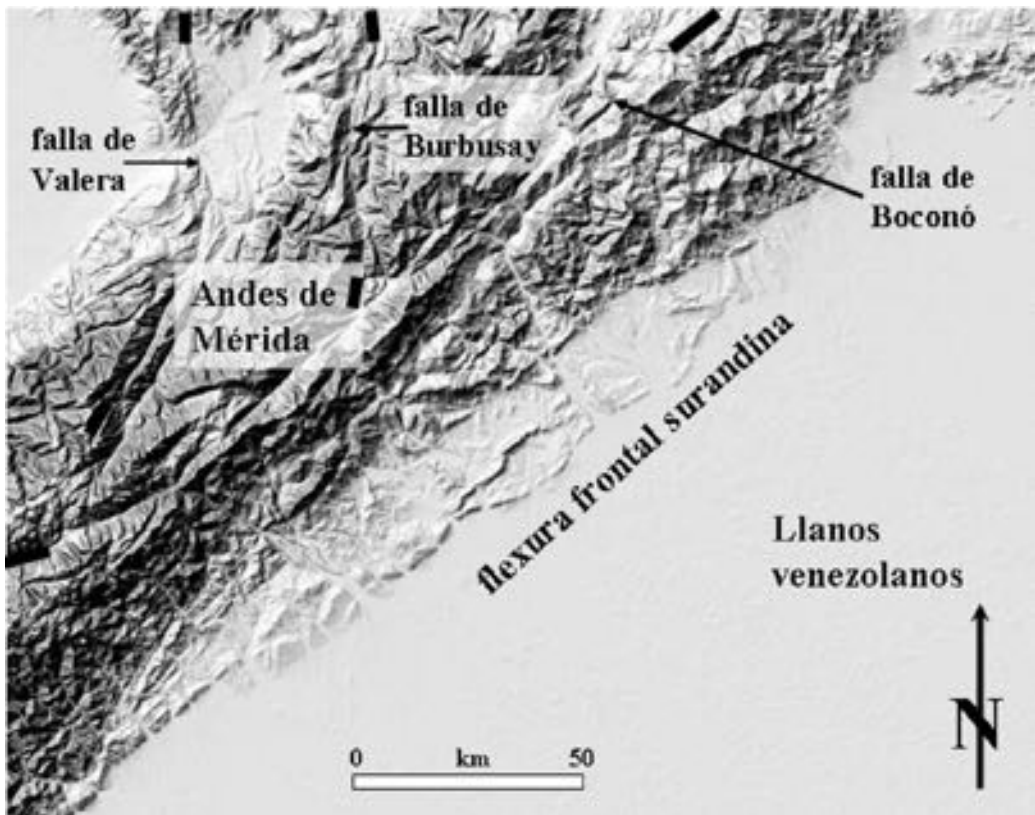 falla de
Valera
falla de
Burbusay
falla de
Boconó
Andes de
Mérida
flexura frontal surandina
Llanos
venezolanos
N
0 km 50